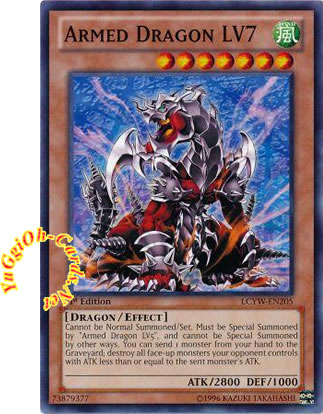 ARMED DRAGON LV7
風
YuGgiOh-Cards.Net
1st Edition
LCYW-EN205
[DRAGON / EFFECT]
Cannot be Normal Summoned/Set. Must be Special Summoned
by "Armed Dragon LV5", and cannot be Special Summoned
by other ways. You can send 1 monster from your hand to the
Graveyard; destroy all face-up monsters your opponent controls
with ATK less than or equal to the sent monster's ATK.
ATK/2800 DEF/1000
73879377
©1996 KAZUKI TAKAHASHI